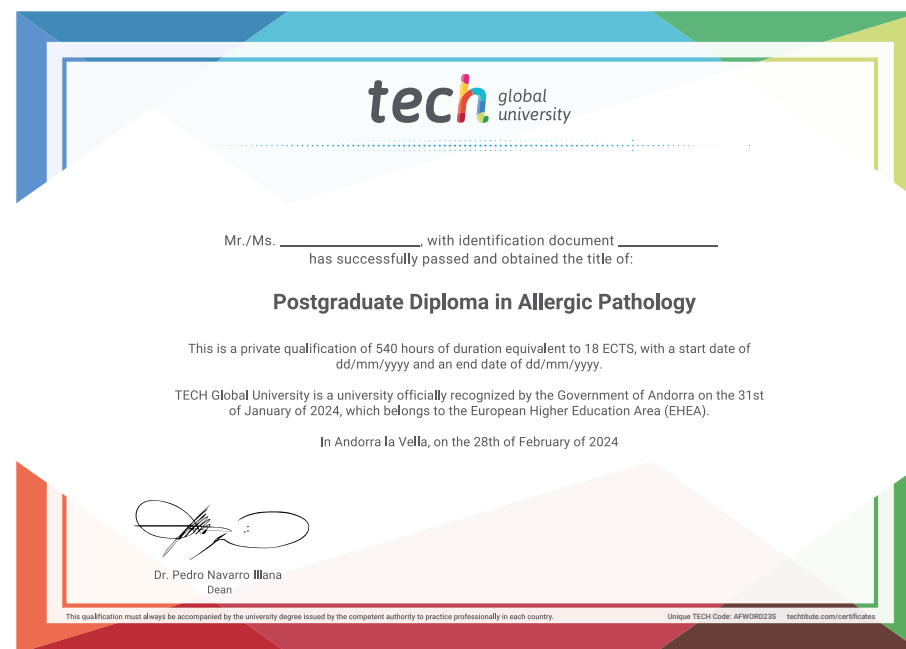 tech global
university
Mr./Ms. ____________________, with identification document ______________
has successfully passed and obtained the title of:
Postgraduate Diploma in Allergic Pathology
This is a private qualification of 540 hours of duration equivalent to 18 ECTS, with a start date of
dd/mm/yyyy and an end date of dd/mm/yyyy.
TECH Global University is a university officially recognized by the Government of Andorra on the 31st
of January of 2024, which belongs to the European Higher Education Area (EHEA).
In Andorra la Vella, on the 28th of February of 2024
Dr. Pedro Navarro Illana
Dean
This qualification must always be accompanied by the university degree issued by the competent authority to practice professionally in each country.
Unique TECH Code: AFWORD23S techtitute.com/certificates